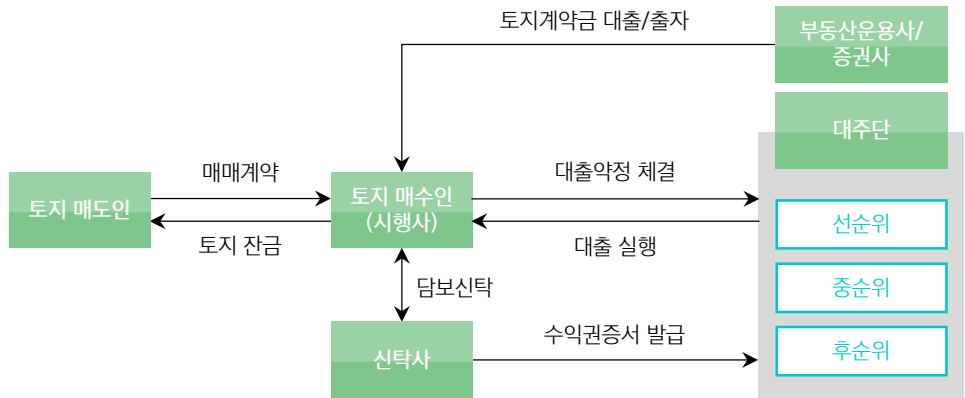 토지계약금 대출/출자
부동산운용사/
증권사
대주단
매매계약
대출약정 체결
토지 매도인
토지 매수인
(시행사)
선순위
토지 잔금
대출 실행
담보신탁
중순위
수익권증서 발급
신탁사
후순위